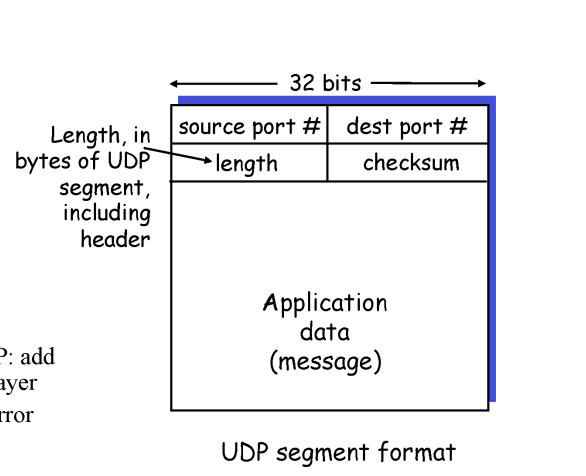 32 bits
source port # dest port #
length checksum
Length, in
bytes of UDP
segment,
including
header
Application
data
(message)
P: add
ayer
rror
UDP segment format